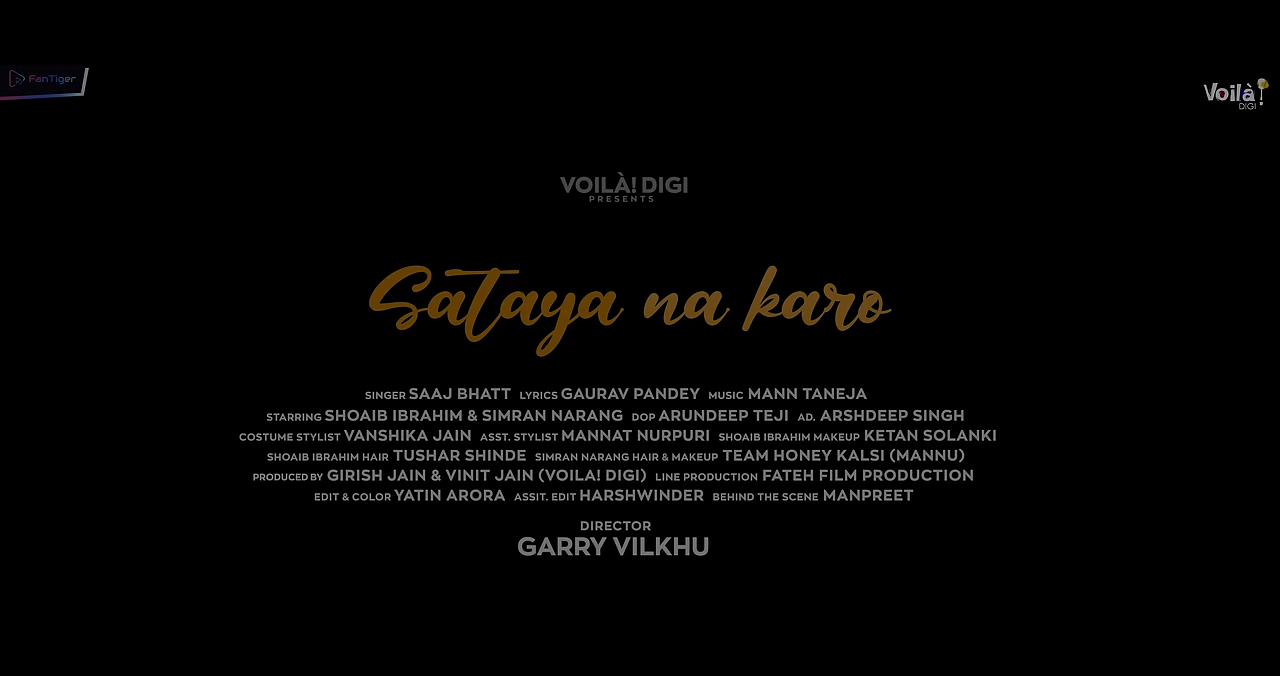 FanTiger
Voilà!
DIGI
VOILÀ! DIGI
PRESENTS
Sataya na karo
SINGER SAAJ BHATT LYRICS GAURAV PANDEY MUSIC MANN TANEJA
STARRING SHOAIB IBRAHIM & SIMRAN NARANG DOP ARUNDEEP TEJI AD. ARSHDEEP SINGH
COSTUME STYLIST VANSHIKA JAIN ASST. STYLIST MANNAT NURPURI SHOAIB IBRAHIM MAKEUP KETAN SOLANKI
SHOAIB IBRAHIM HAIR TUSHAR SHINDE SIMRAN NARANG HAIR & MAKEUP TEAM HONEY KALSI (MANNU)
PRODUCED BY GIRISH JAIN & VINIT JAIN (VOILA! DIGI) LINE PRODUCTION FATEH FILM PRODUCTION
EDIT & COLOR YATIN ARORA ASSIT. EDIT HARSHWINDER BEHIND THE SCENE MANPREET
DIRECTOR
GARRY VILKHU